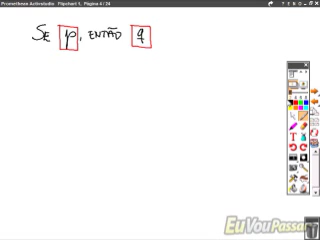 Promethean Activstudio Flipchart 1, Página 4 / 24
SE p, ENTÃO q
EuVouPassar